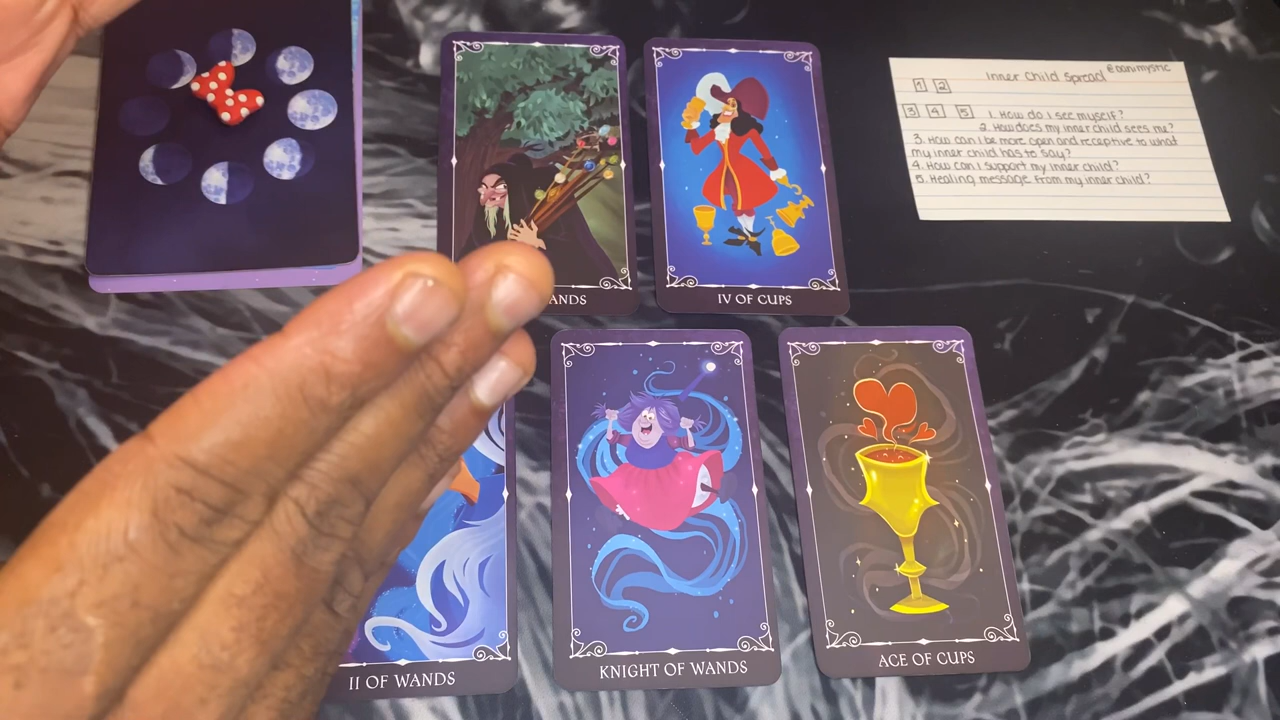 Inner Child Spread @danimystic
1 2
3 4 5 1. How do I see myself?
2. How does my inner child sees me?
3. How can I be more open and receptive to what
my inner child has to say?
4. How can I support my inner child?
5. Healing message from my inner child?
ANDS
IV OF CUPS
II OF WANDS
KNIGHT OF WANDS
ACE OF CUPS